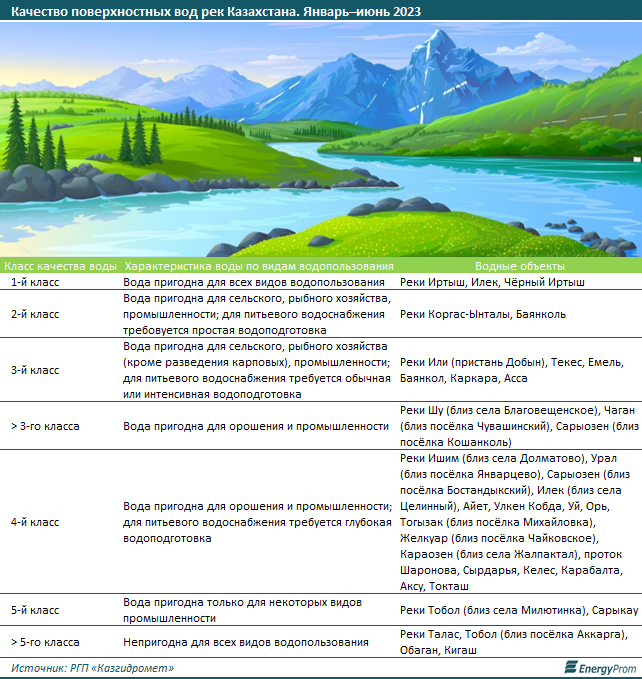 Качество поверхностных вод рек Казахстана. Январь–июнь 2023
Класс качества воды Характеристика воды по видам водопользования Водные объекты
1-й класс Вода пригодна для всех видов водопользования Реки Иртыш, Илек, Чёрный Иртыш
2-й класс
Вода пригодна для сельского, рыбного хозяйства,
промышленности; для питьевого водоснабжения
требовуется простая водоподготовка
Реки Коргас-Ынталы, Баянколь
3-й класс
Вода пригодна для сельского, рыбного хозяйства
(кроме разведения карповых), промышленности;
для питьевого водоснабжения требуется обычная
или интенсивная водоподготовка
Реки Или (пристань Добын), Текес, Емель,
Баянкол, Каркара, Асса
> 3-го класса
Вода пригодна для орошения и промышленности
Реки Шу (близ села Благовещенское), Чаган
(близ посёлка Чувашинский), Сарыозен (близ
посёлка Кошанколь)
4-й класс
Вода пригодна для орошения и промышленности;
для питьевого водоснабжения требуется глубокая
водоподготовка
Реки Ишим (близ села Долматово), Урал
(близ посёлка Январцево), Сарыозен (близ
посёлка Бостандыкский), Илек (близ села
Целинный), Айет, Улкен Кобда, Уй, Орь,
Тогызак (близ посёлка Михайловка),
Желкуар (близ посёлка Чайковское),
Караозен (близ села Жалпактал), проток
Шаронова, Сырдарья, Келес, Карабалта,
Аксу, Токташ
5-й класс
Вода пригодна только для некоторых видов
промышленности
Реки Тобол (близ села Милютинка), Сарыкау
> 5-го класса
Непригодна для всех видов водопользования
Реки Талас, Тобол (близ посёлка Аккарга),
Обаган, Кигаш
Источник: РГП «Казгидромет»
EnergyProm